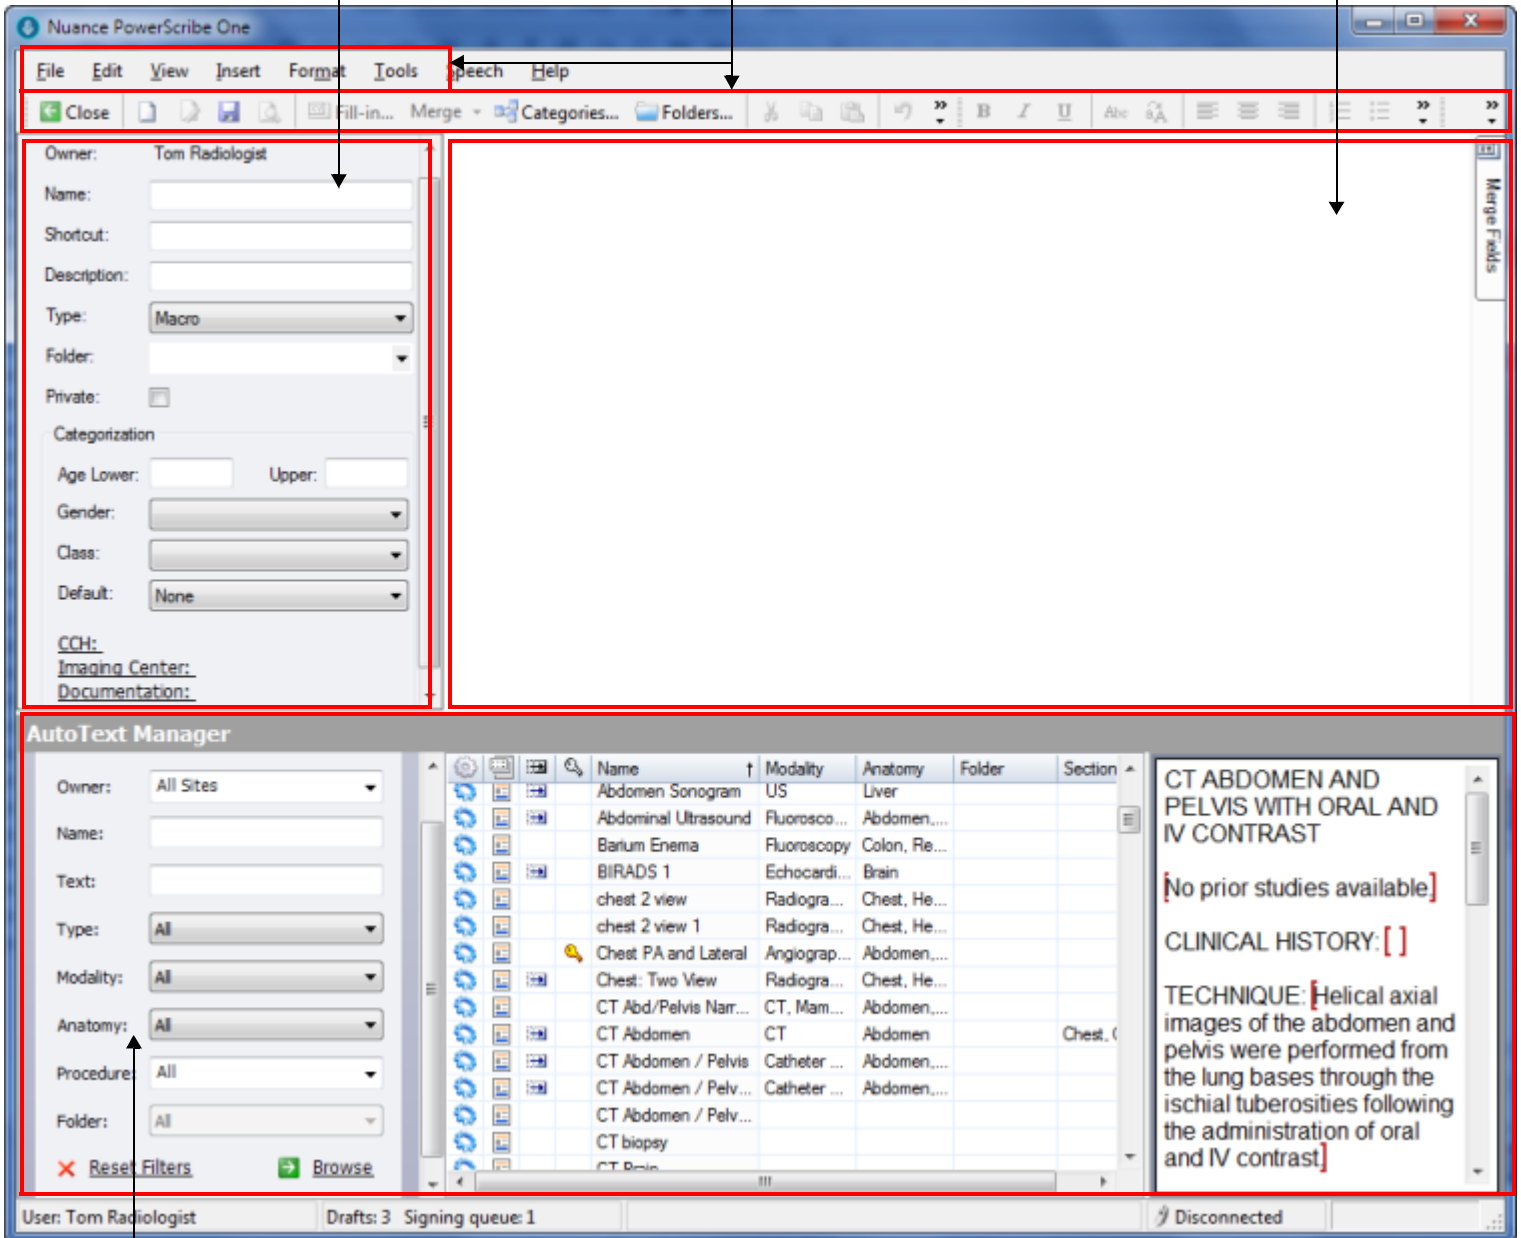 Nuance PowerScribe One
File Edit View Insert Format Tools Speech Help
Close Fill-in... Merge Categories... Folders... B I U Abc
Owner: Tom Radiologist
Name:
Shortcut:
Description:
Type: Macro
Folder:
Private:
Categorization
Age Lower: Upper:
Gender:
Class:
Default: None
CCH:
Imaging Center:
Documentation:
Merge Fields
AutoText Manager
Owner: All Sites
Name:
Text:
Type: All
Modality: All
Anatomy: All
Procedure: All
Folder: All
Reset Filters Browse
Name Modality Anatomy Folder Section
Abdomen Sonogram US Liver
Abdominal Ultrasound Fluorosco... Abdomen,...
Barium Enema Fluoroscopy Colon, Re...
BIRADS 1 Echocardi... Brain
chest 2 view Radiogra... Chest, He...
chest 2 view 1 Radiogra... Chest, He...
Chest PA and Lateral Angiograp... Abdomen,...
Chest: Two View Radiogra... Chest, He...
CT Abd/Pelvis Narr... CT, Mam... Abdomen,...
CT Abdomen CT Abdomen Chest, (
CT Abdomen / Pelvis Catheter ... Abdomen,...
CT Abdomen / Pelv... Catheter ... Abdomen,...
CT Abdomen / Pelv...
CT biopsy
CT Brain
CT ABDOMEN AND
PELVIS WITH ORAL AND
IV CONTRAST
[No prior studies available.]
CLINICAL HISTORY: [ ]
TECHNIQUE: [Helical axial
images of the abdomen and
pelvis were performed from
the lung bases through the
ischial tuberosities following
the administration of oral
and IV contrast]
User: Tom Radiologist Drafts: 3 Signing queue: 1 Disconnected